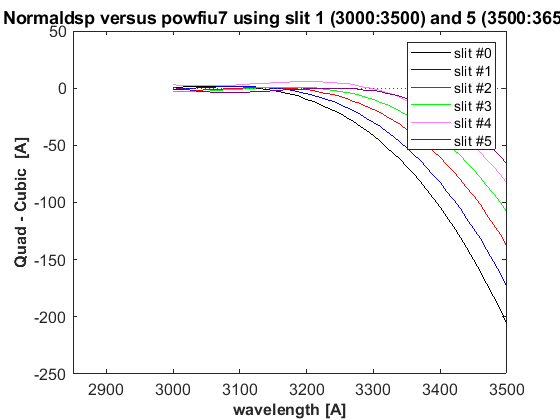 Normaldsp versus powfiu7 using slit 1 (3000:3500) and 5 (3500:365
50
0
-50
-100
-150
-200
-250
Quad - Cubic [A]
slit #0
slit #1
slit #2
slit #3
slit #4
slit #5
2900 3000 3100 3200 3300 3400 3500
wavelength [A]